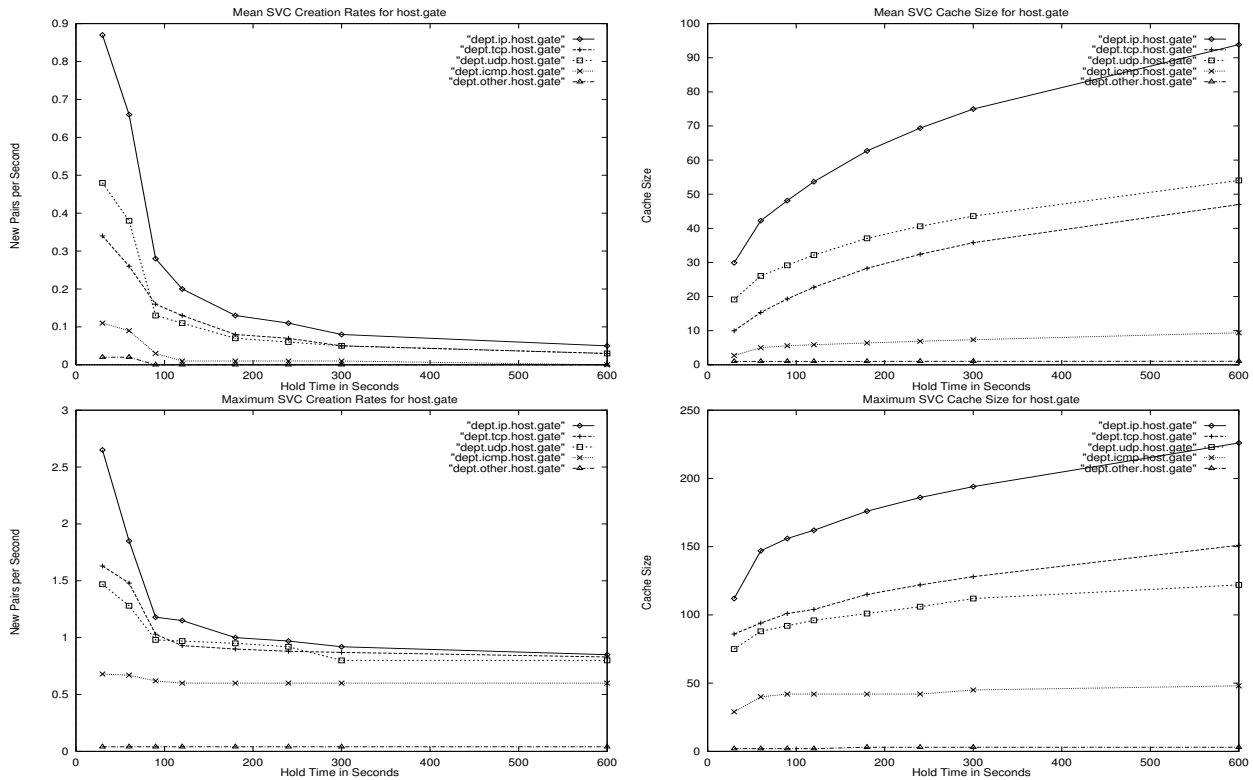 Mean SVC Creation Rates for host.gate
0.9
0.8
0.7
0.6
0.5
0.4
0.3
0.2
0.1
0
New Pairs per Second
"dept.ip.host.gate"
"dept.tcp.host.gate"
"dept.udp.host.gate"
"dept.icmp.host.gate"
"dept.other.host.gate"
0 100 200 300 400 500 600
Hold Time in Seconds
Mean SVC Cache Size for host.gate
100
90
80
70
60
50
40
30
20
10
0
Cache Size
"dept.ip.host.gate"
"dept.tcp.host.gate"
"dept.udp.host.gate"
"dept.icmp.host.gate"
"dept.other.host.gate"
0 100 200 300 400 500 600
Hold Time in Seconds
Maximum SVC Creation Rates for host.gate
3
2.5
2
1.5
1
0.5
0
New Pairs per Second
"dept.ip.host.gate"
"dept.tcp.host.gate"
"dept.udp.host.gate"
"dept.icmp.host.gate"
"dept.other.host.gate"
0 100 200 300 400 500 600
Hold Time in Seconds
Maximum SVC Cache Size for host.gate
250
200
150
100
50
0
Cache Size
"dept.ip.host.gate"
"dept.tcp.host.gate"
"dept.udp.host.gate"
"dept.icmp.host.gate"
"dept.other.host.gate"
0 100 200 300 400 500 600
Hold Time in Seconds